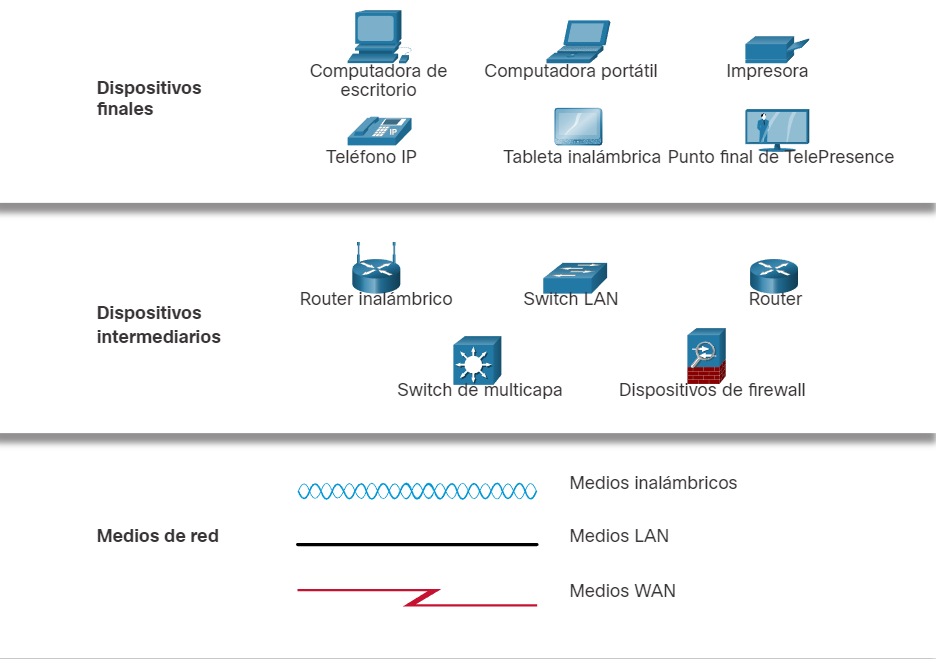 Dispositivos
finales
Computadora de
escritorio
Computadora portátil
Impresora
IP
Teléfono IP
Tableta inalámbrica
Punto final de TelePresence
Dispositivos
intermediarios
Router inalámbrico
Switch LAN
Router
Switch de multicapa
Dispositivos de firewall
Medios de red
Medios inalámbricos
Medios LAN
Medios WAN